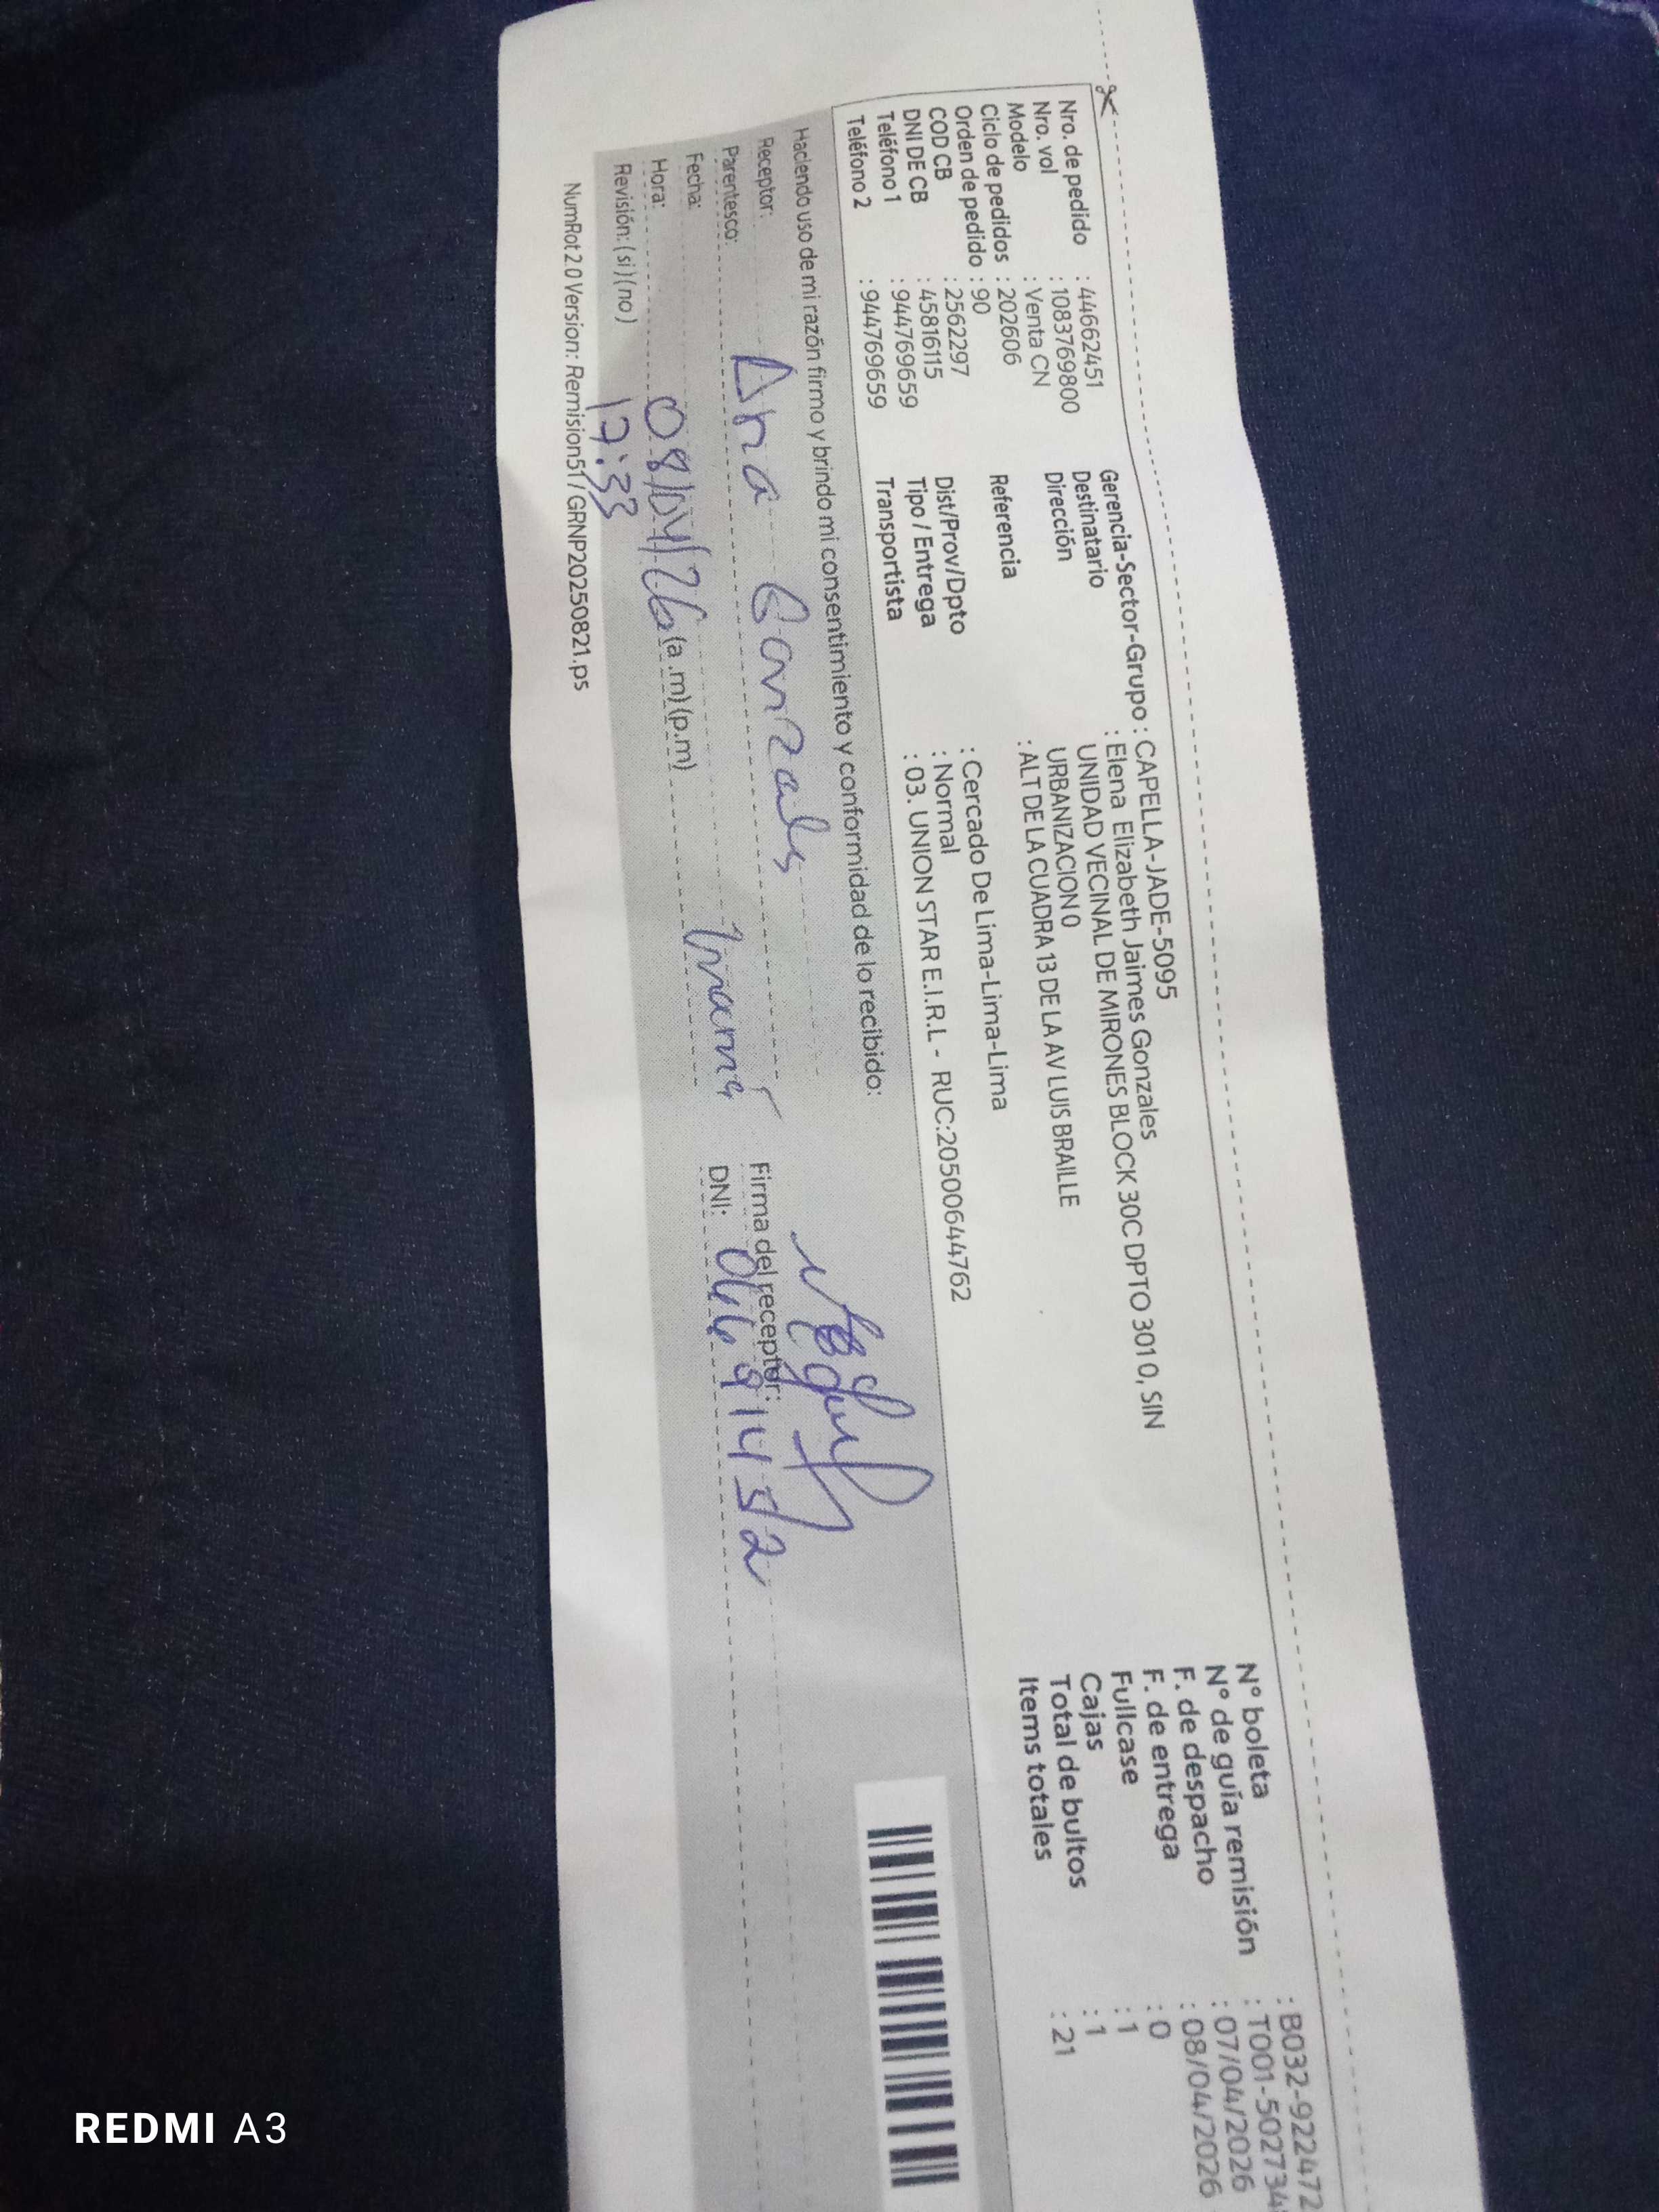 Nro. de pedido : 44662451
Nro. vol : 1083769800
Modelo : Venta CN
Ciclo de pedidos : 202606
Orden de pedido : 90
COD CB : 2562297
DNI DE CB : 45816115
Teléfono 1 : 944769659
Teléfono 2 : 944769659
Gerencia-Sector-Grupo : CAPELLA-JADE-5095
Destinatario : Elena Elizabeth Jaimes Gonzales
Dirección UNIDAD VECINAL DE MIRONES BLOCK 30C DPTO 301 0, SIN
URBANIZACION 0
Referencia : ALT DE LA CUADRA 13 DE LA AV LUIS BRAILLE
Dist/Prov/Dpto : Cercado De Lima-Lima-Lima
Tipo / Entrega : Normal
Transportista : 03. UNION STAR E.I.R.L - RUC:20500644762
N° boleta : B032-922472
N° de guía remisión : T001-502734
F. de despacho : 07/04/2026
F. de entrega : 08/04/2026
Fullcase : 0
Cajas : 1
Total de bultos : 1
Items totales : 21
Haciendo uso de mi razón firmo y brindo mi consentimiento y conformidad de lo recibido:
Receptor: Ana Gonzales
Parentesco:
Fecha: 08/04/26
Hora: 17:33 (a.m) (p.m)
Revisión: (si) (no)
Firma del receptor:
DNI:
NumRot 2.0 Version: Remision51 / GRNP20250821.ps
REDMI A3